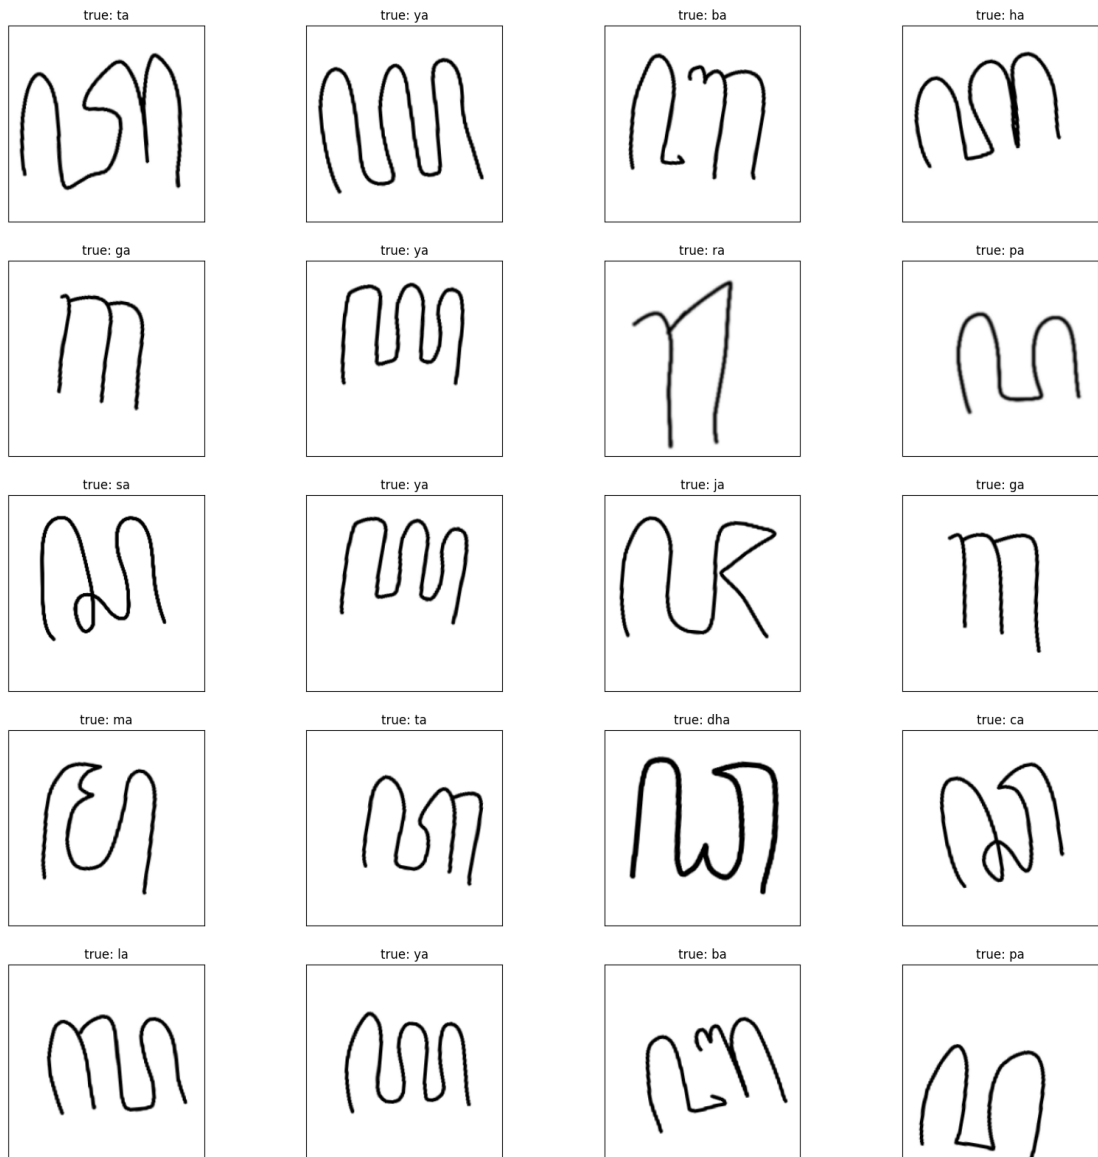 true: ta true: ya true: ba true: ha
ꦠ ꦪ ꦧ ꦲ
true: ga true: ya true: ra true: pa
ꦒ ꦪ ꦫ ꦥ
true: sa true: ya true: ja true: ga
ꦱ ꦪ ꦗ ꦒ
true: ma true: ta true: dha true: ca
ꦩ ꦠ ꦝ ꦕ
true: la true: ya true: ba true: pa
ꦭ ꦪ ꦧ ꦥ